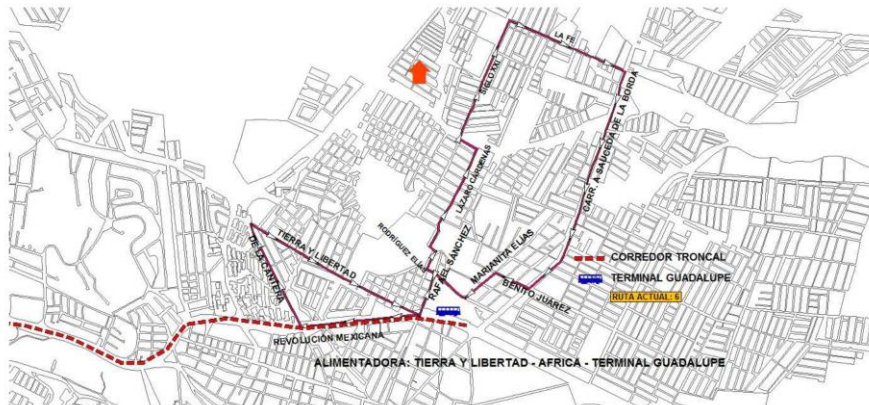 LA FE
SIGLO XXI
CARR. A SAUCEDA DE LA BORDA
LÁZARO CÁRDENAS
RODRÍGUEZ ELÍAS
RAFAEL SÁNCHEZ
MARIANITA ELÍAS
TIERRA Y LIBERTAD
DE LA CANTERA
BENITO JUÁREZ
CORREDOR TRONCAL
TERMINAL GUADALUPE
RUTA ACTUAL: 6
REVOLUCIÓN MEXICANA
ALIMENTADORA: TIERRA Y LIBERTAD - AFRICA - TERMINAL GUADALUPE